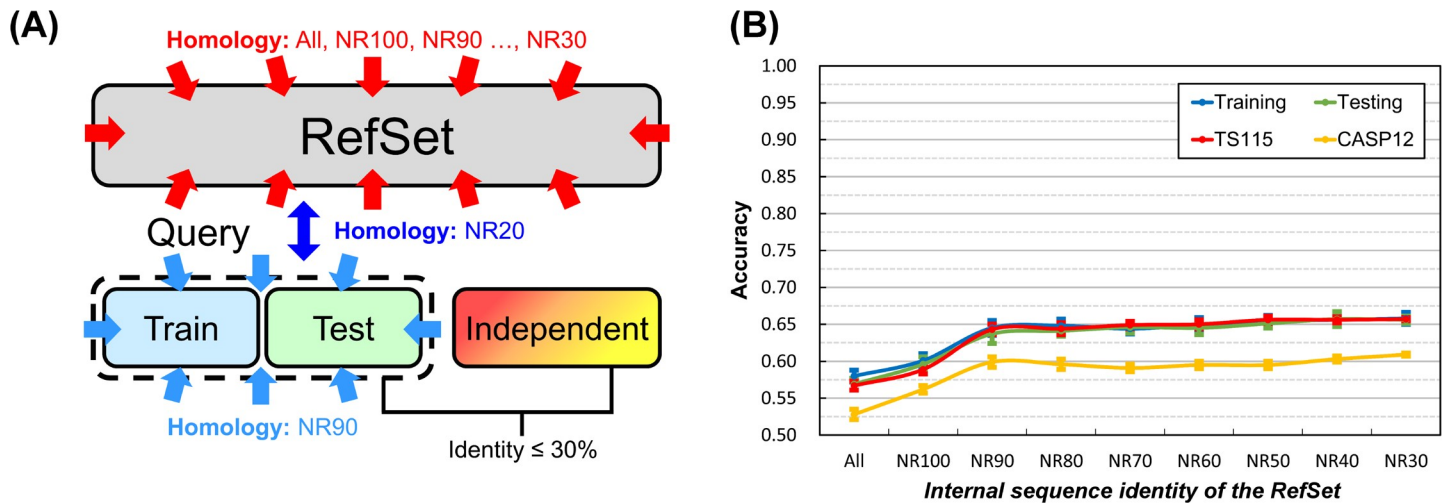 (A)
Homology: All, NR100, NR90 ..., NR30
RefSet
Query
Homology: NR20
Train
Test
Independent
Homology: NR90
Identity ≤ 30%
(B)
1.00
0.95
0.90
0.85
0.80
0.75
0.70
0.65
0.60
0.55
0.50
Accuracy
Training
Testing
TS115
CASP12
All NR100 NR90 NR80 NR70 NR60 NR50 NR40 NR30
Internal sequence identity of the RefSet